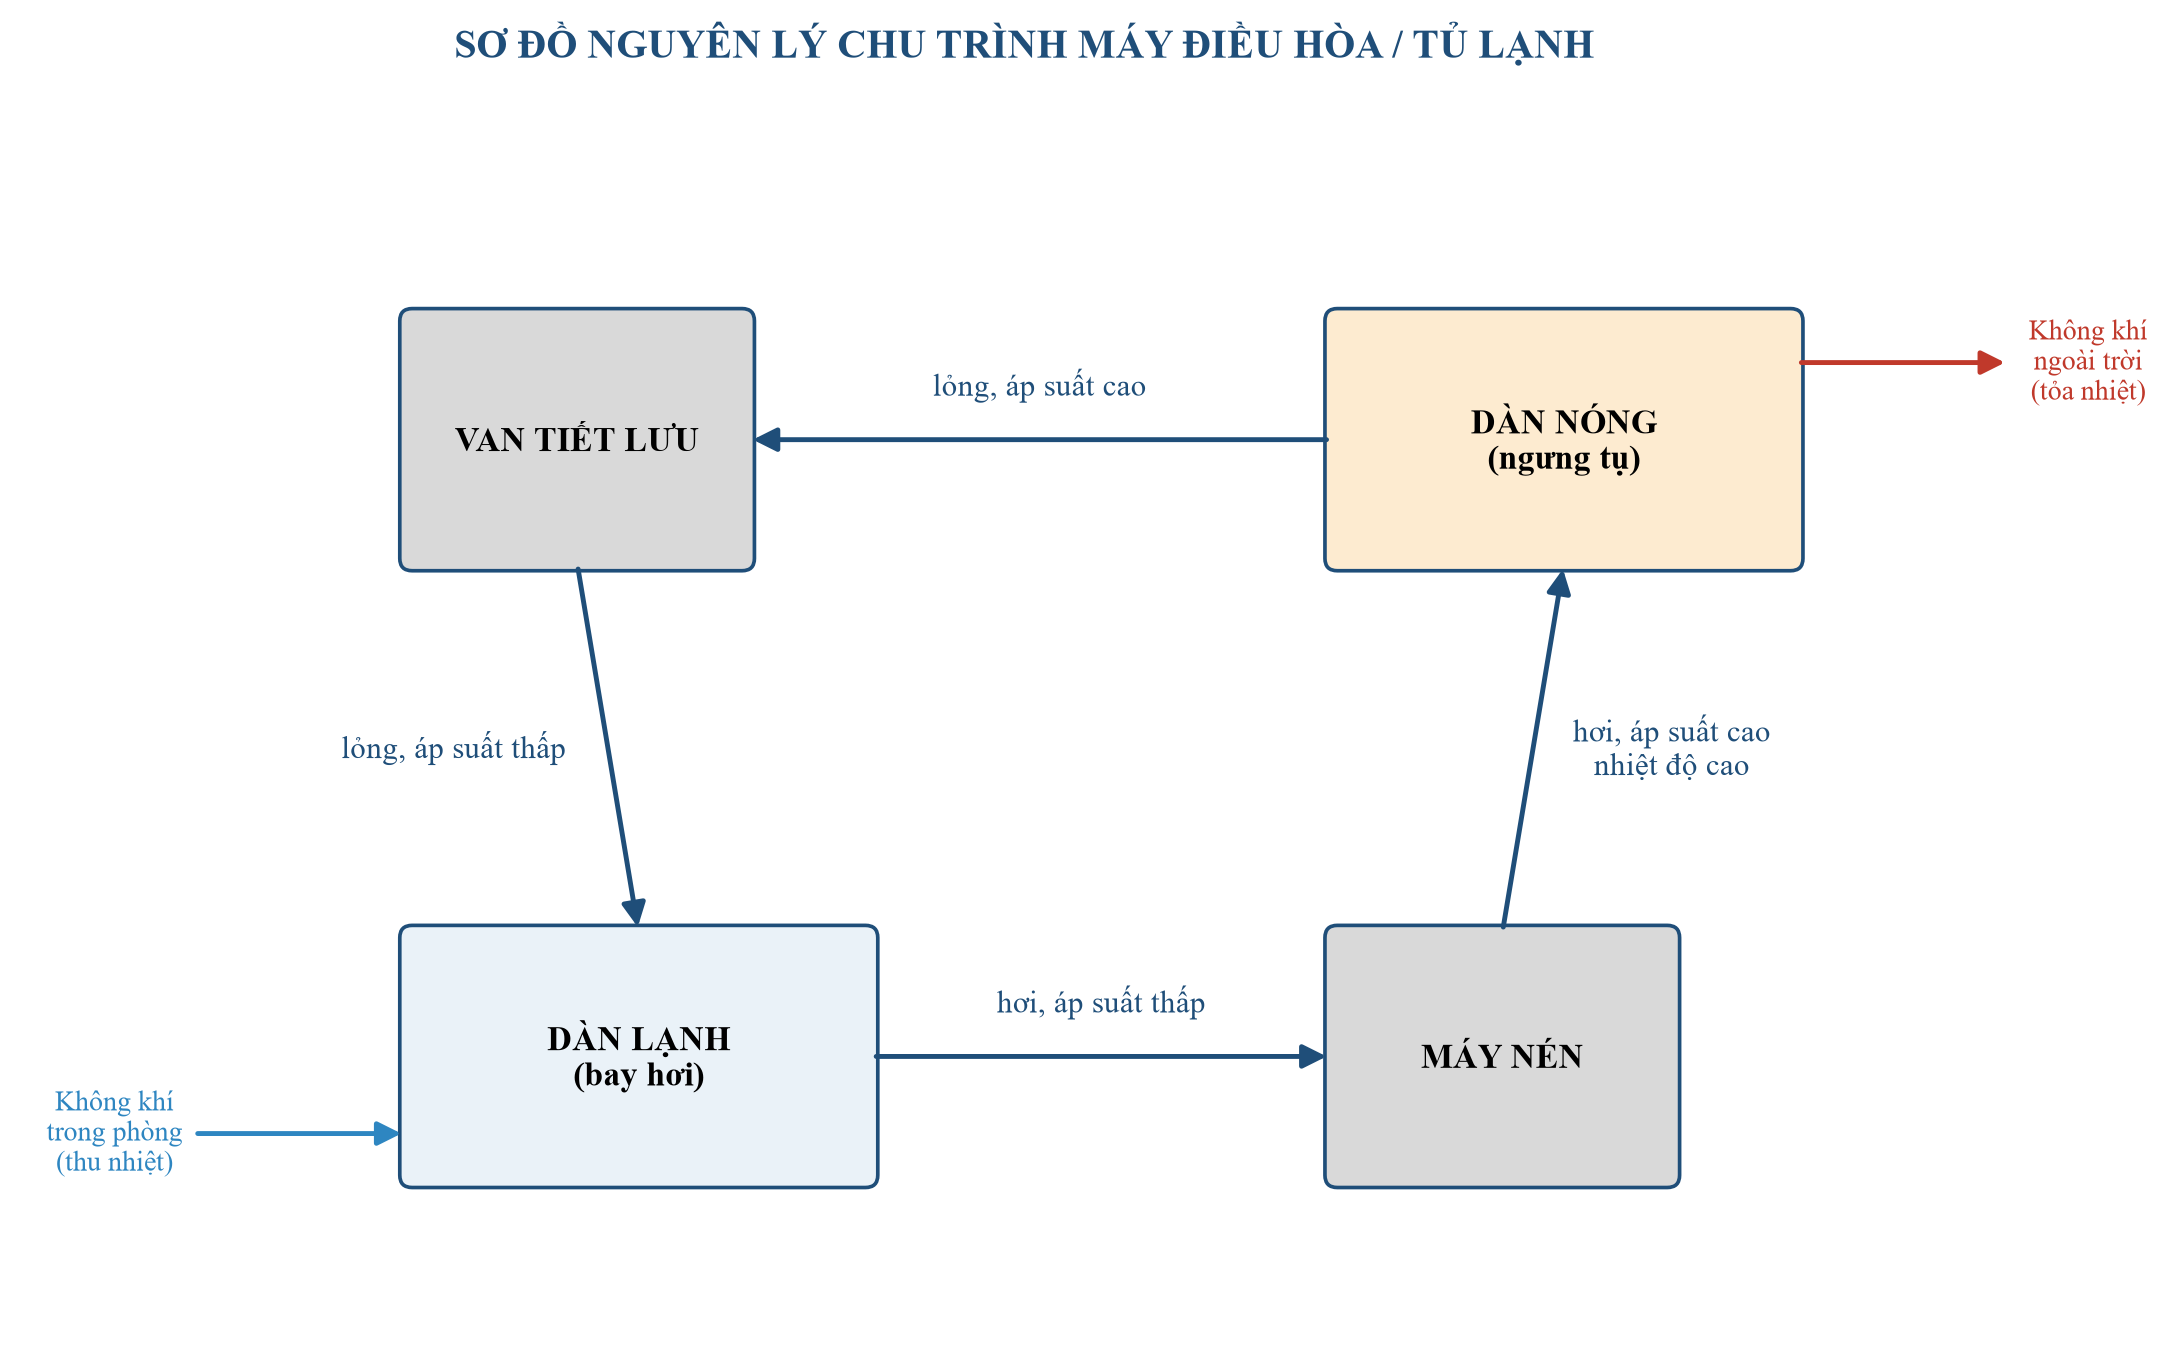 SƠ ĐỒ NGUYÊN LÝ CHU TRÌNH MÁY ĐIỀU HÒA / TỦ LẠNH
Không khí
ngoài trời
(tỏa nhiệt)
lỏng, áp suất cao
VAN TIẾT LƯU
DÀN NÓNG
(ngưng tụ)
lỏng, áp suất thấp
hơi, áp suất cao
nhiệt độ cao
hơi, áp suất thấp
DÀN LẠNH
(bay hơi)
MÁY NÉN
Không khí
trong phòng
(thu nhiệt)